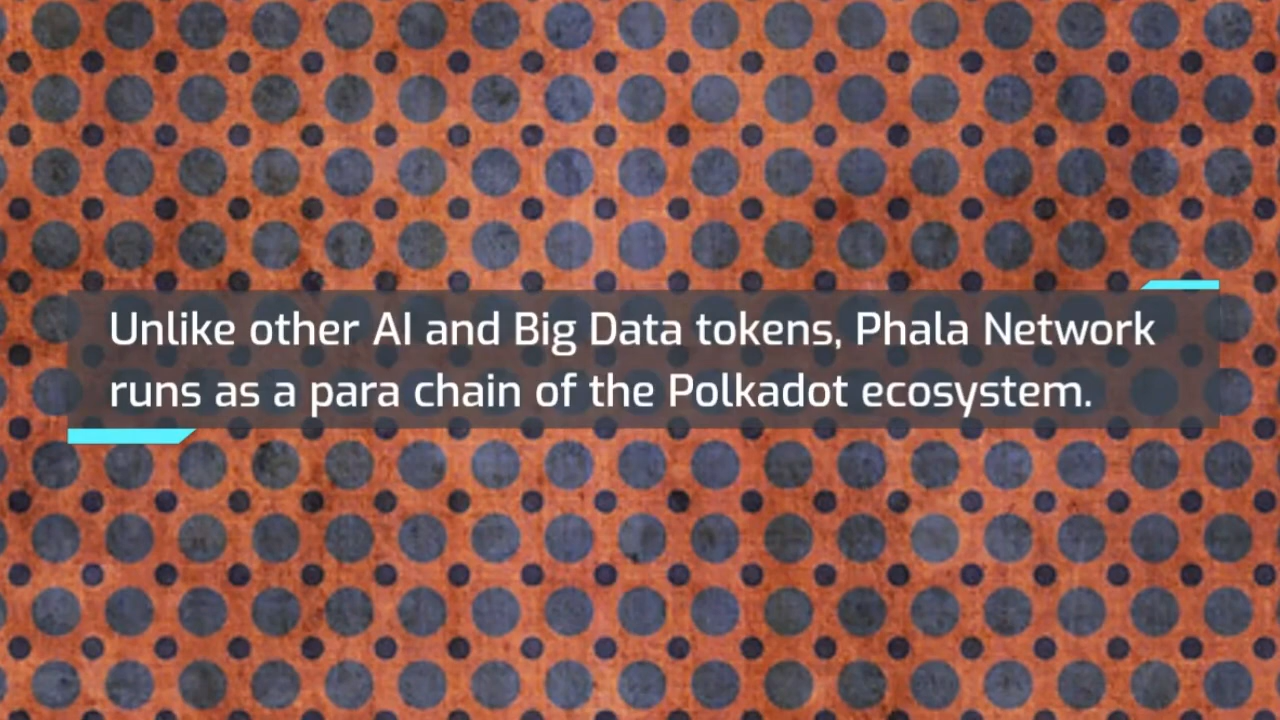 Unlike other AI and Big Data tokens, Phala Network
runs as a para chain of the Polkadot ecosystem.